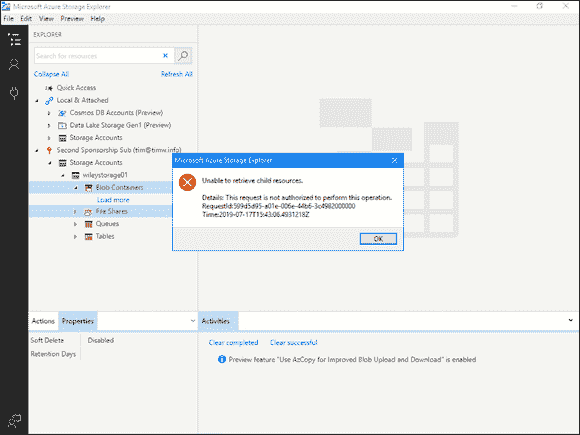 Microsoft Azure Storage Explorer
File Edit View Preview Help
EXPLORER
Search for resources
Collapse All Refresh All
Quick Access
Local & Attached
Cosmos DB Accounts (Preview)
Data Lake Storage Gen1 (Preview)
Storage Accounts
Second Sponsorship Sub (tim@timw.info)
Storage Accounts
wileystorage01
Blob Containers
Load more
File Shares
Queues
Tables
Microsoft Azure Storage Explorer
Unable to retrieve child resources.
Details: This request is not authorized to perform this operation.
RequestId:599d5d95-a01e-006e-44b6-3c4982000000
Time:2019-07-17T15:43:06.4931218Z
OK
Actions Properties
Soft Delete Disabled
Retention Days
Activities
Clear completed Clear successful
Preview feature "Use AzCopy for Improved Blob Upload and Download" is enabled